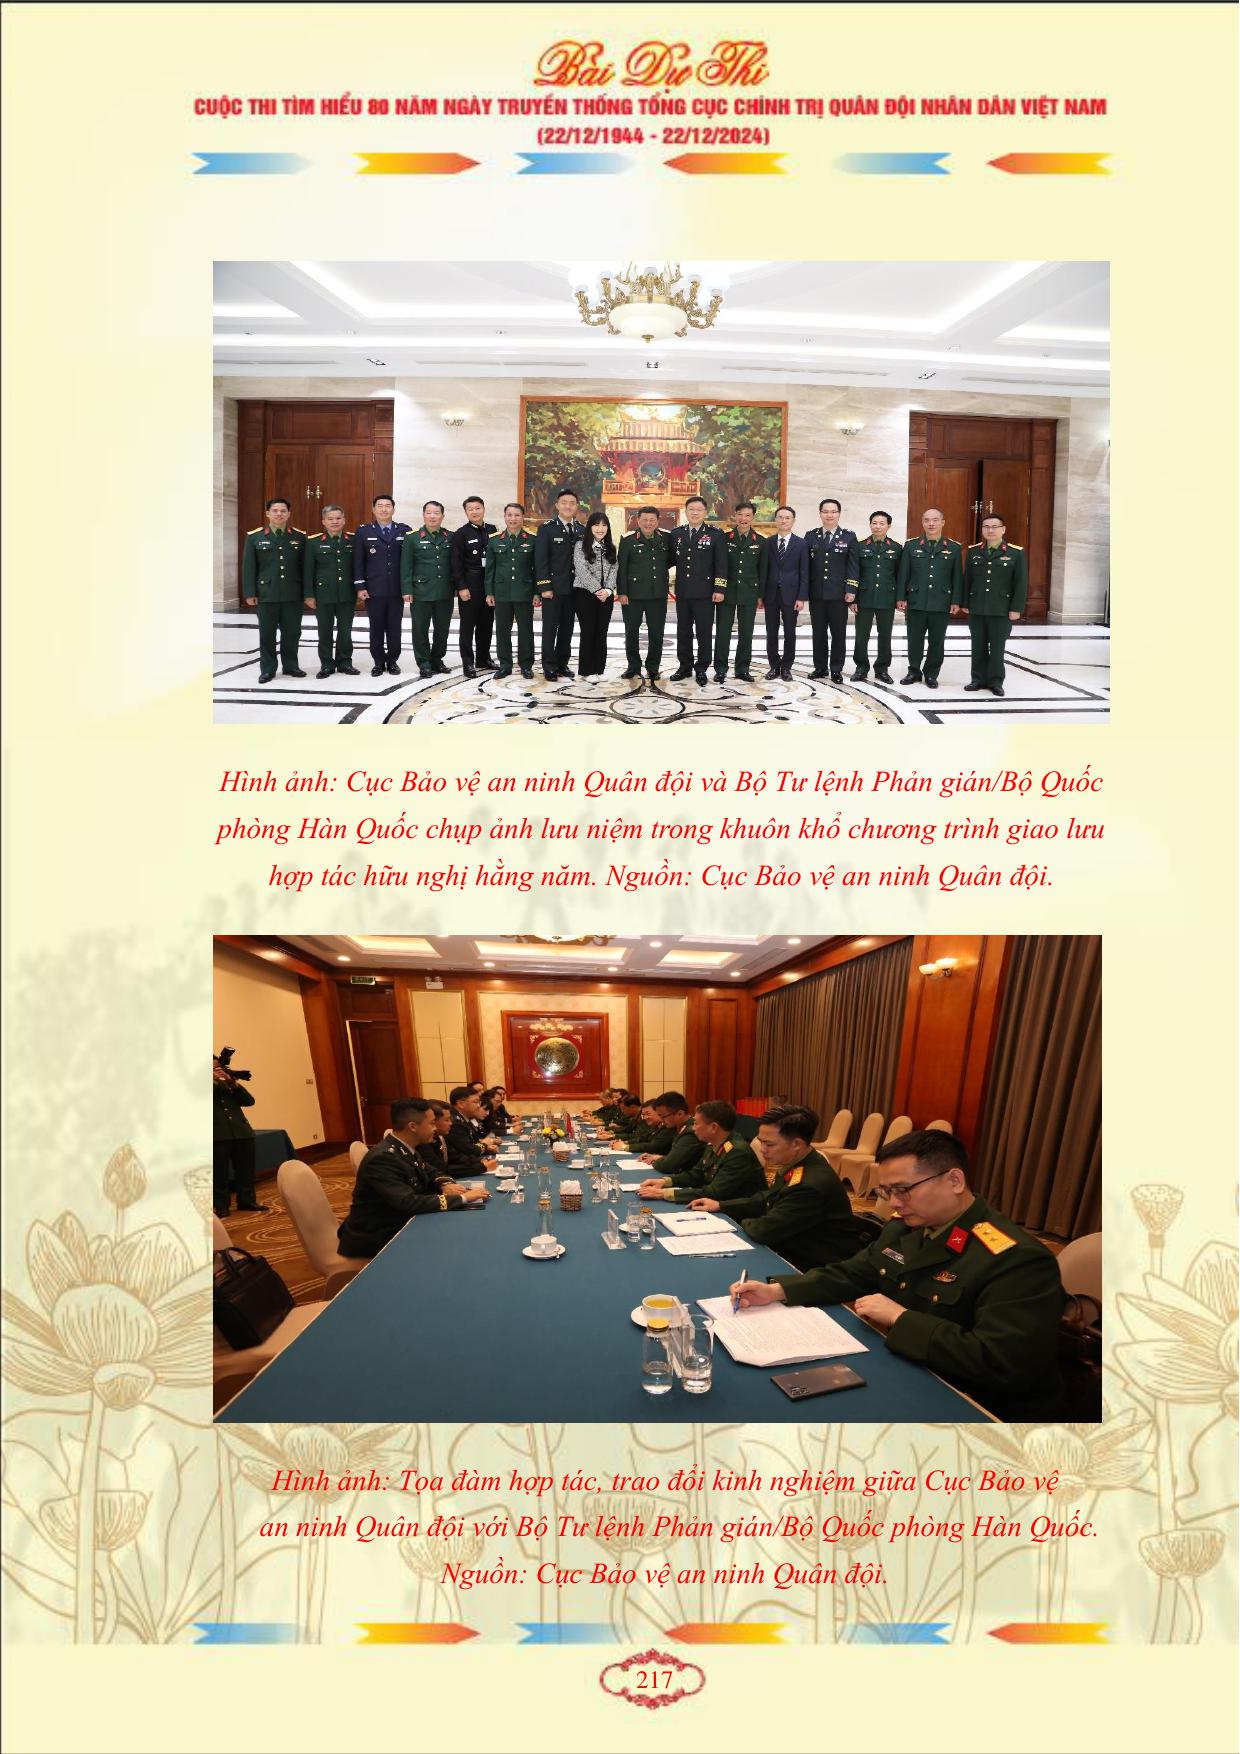 Bài Dự Thi
CUỘC THI TÌM HIỂU 80 NĂM NGÀY TRUYỀN THỐNG TỔNG CỤC CHÍNH TRỊ QUÂN ĐỘI NHÂN DÂN VIỆT NAM
(22/12/1944 - 22/12/2024)
Hình ảnh: Cục Bảo vệ an ninh Quân đội và Bộ Tư lệnh Phản gián/Bộ Quốc
phòng Hàn Quốc chụp ảnh lưu niệm trong khuôn khổ chương trình giao lưu
hợp tác hữu nghị hằng năm. Nguồn: Cục Bảo vệ an ninh Quân đội.
Hình ảnh: Tọa đàm hợp tác, trao đổi kinh nghiệm giữa Cục Bảo vệ
an ninh Quân đội với Bộ Tư lệnh Phản gián/Bộ Quốc phòng Hàn Quốc.
Nguồn: Cục Bảo vệ an ninh Quân đội.
217